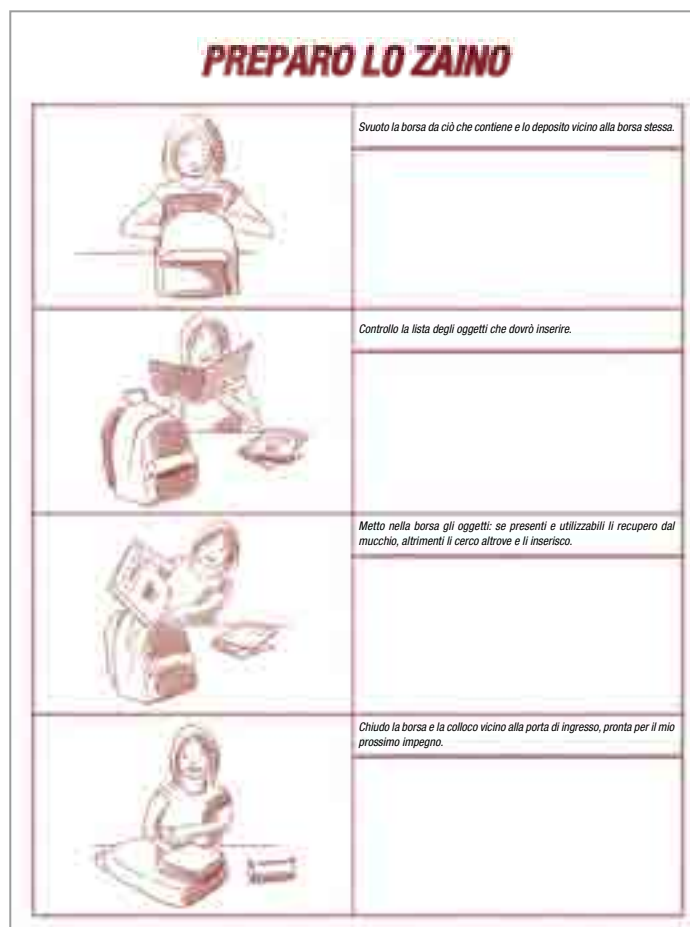 PREPARO LO ZAINO
Svuoto la borsa da ciò che contiene e lo deposito vicino alla borsa stessa.
Controllo la lista degli oggetti che dovrò inserire.
Metto nella borsa gli oggetti: se presenti e utilizzabili li recupero dal
mucchio, altrimenti li cerco altrove e li inserisco.
Chiudo la borsa e la colloco vicino alla porta di ingresso, pronta per il mio
prossimo impegno.